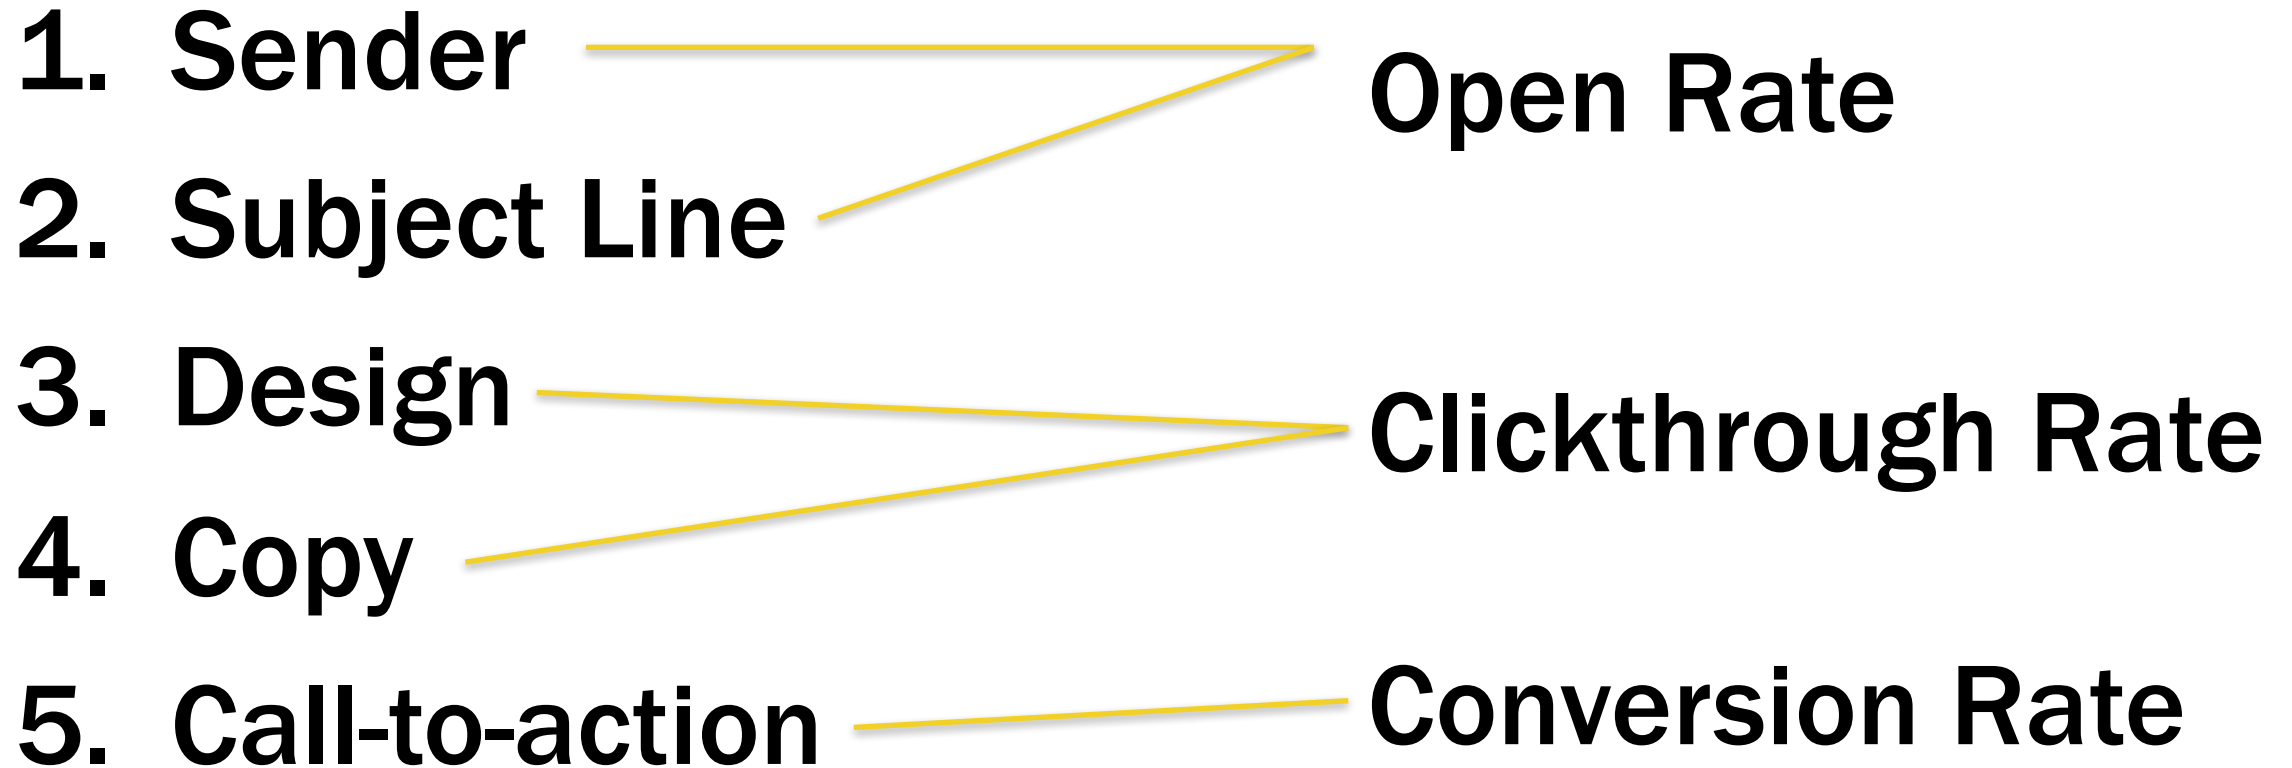 1. Sender
Open Rate
2. Subject Line
3. Design
Clickthrough Rate
4. Copy
5. Call-to-action
Conversion Rate